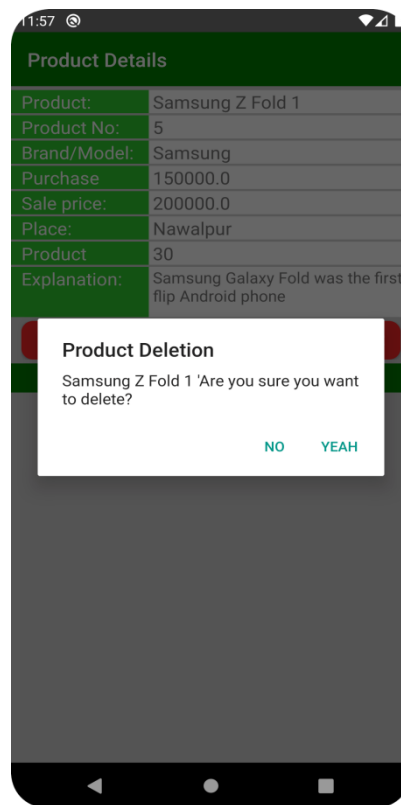 11:57
Product Details
Product: Samsung Z Fold 1
Product No: 5
Brand/Model: Samsung
Purchase 150000.0
Sale price: 200000.0
Place: Nawalpur
Product 30
Explanation: Samsung Galaxy Fold was the first
flip Android phone
Product Deletion
Samsung Z Fold 1 'Are you sure you want
to delete?
NO YEAH